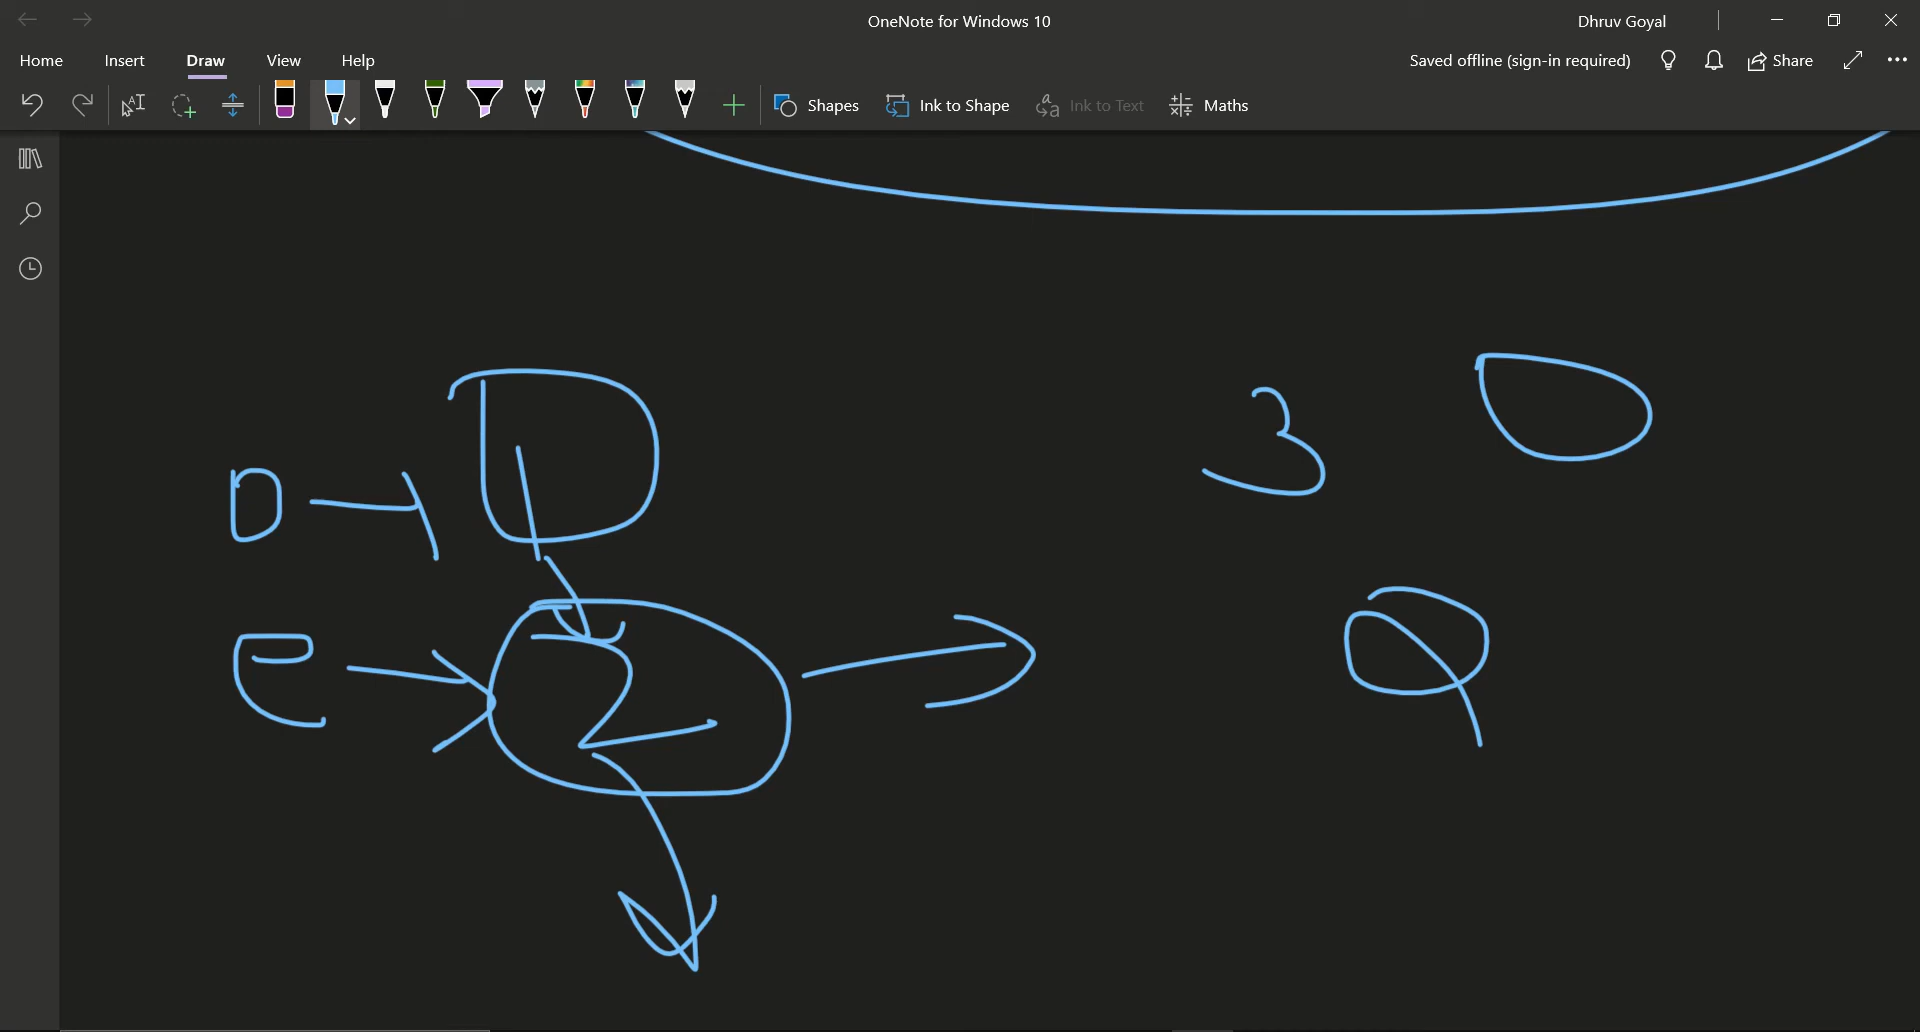 OneNote for Windows 10
Dhruv Goyal
Home Insert Draw View Help
Saved offline (sign-in required) Share
Shapes Ink to Shape Ink to Text Maths
3
e
2